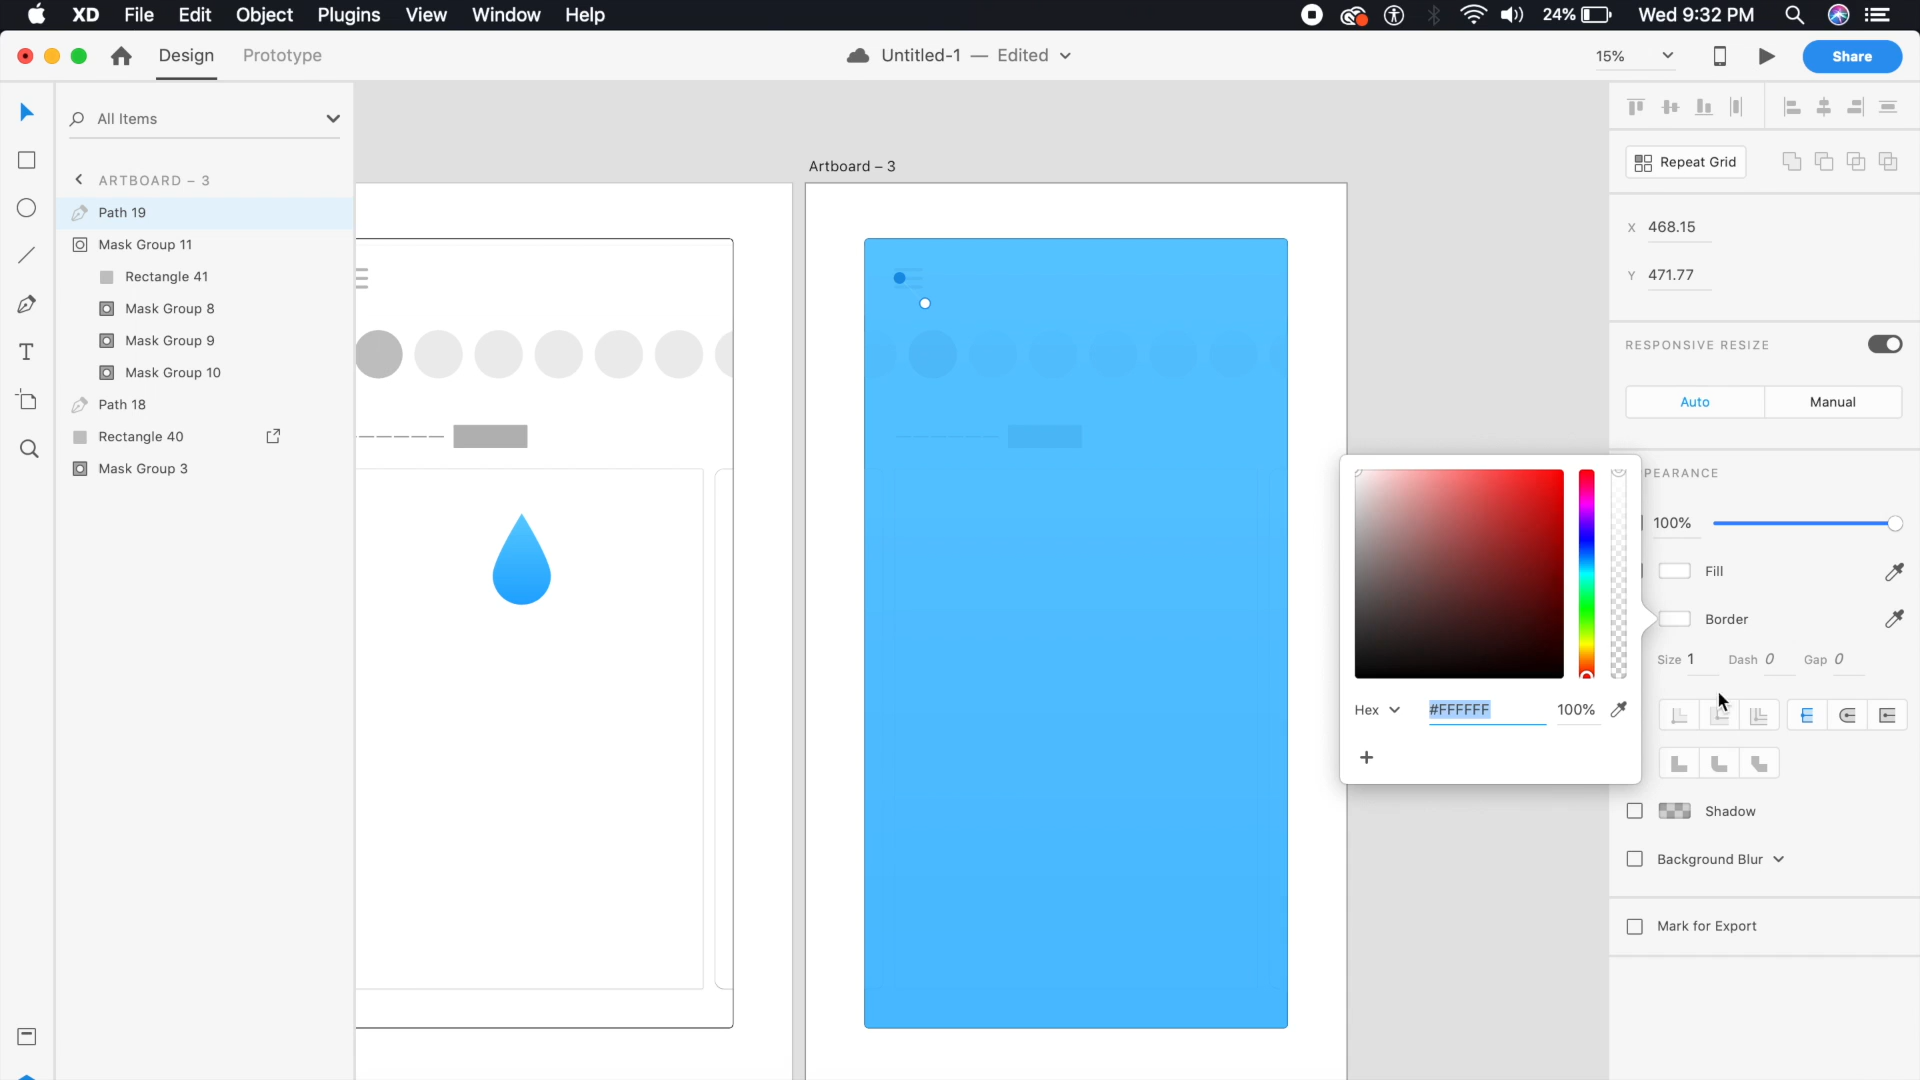 XD File Edit Object Plugins View Window Help 24% Wed 9:32 PM
Design Prototype Untitled-1 — Edited 15% Share
All Items
ARTBOARD – 3
Path 19
Mask Group 11
Rectangle 41
Mask Group 8
Mask Group 9
Mask Group 10
Path 18
Rectangle 40
Mask Group 3
Artboard – 3
Repeat Grid
X 468.15
Y 471.77
RESPONSIVE RESIZE
Auto Manual
PEARANCE
100%
Fill
Border
Size 1 Dash 0 Gap 0
Hex #FFFFFF 100%
+
Shadow
Background Blur
Mark for Export